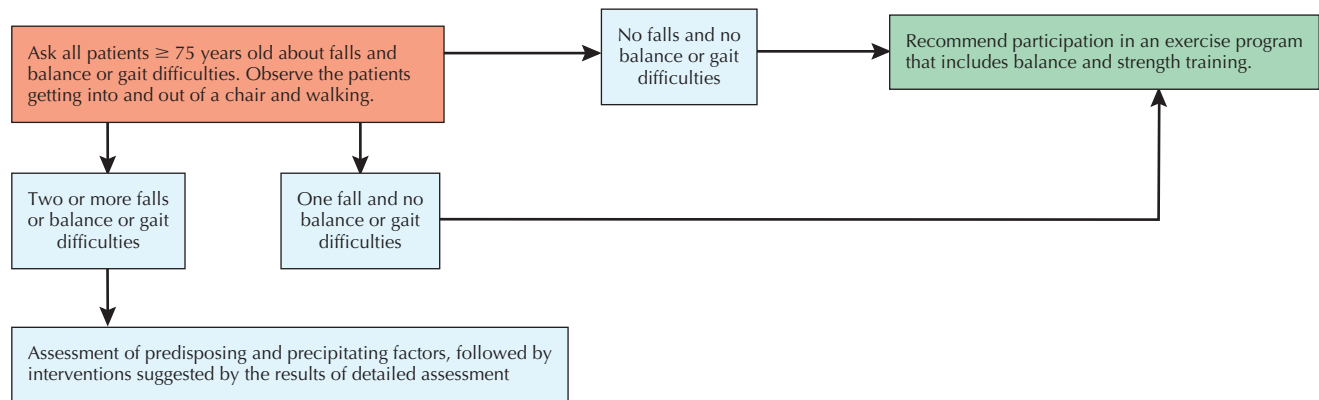 Ask all patients ≥ 75 years old about falls and
balance or gait difficulties. Observe the patients
getting into and out of a chair and walking.
No falls and no
balance or gait
difficulties
Recommend participation in an exercise program
that includes balance and strength training.
Two or more falls
or balance or gait
difficulties
One fall and no
balance or gait
difficulties
Assessment of predisposing and precipitating factors, followed by
interventions suggested by the results of detailed assessment